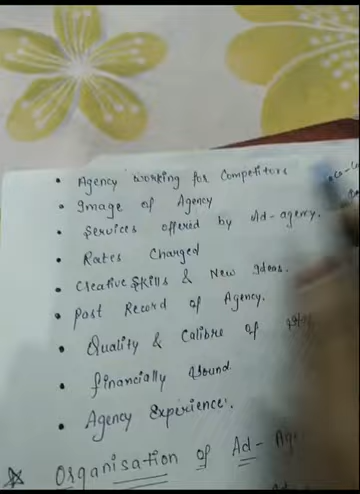 • Agency working for Competitors
• Image of Agency
• Services offered by Ad-agency.
• Rates Charged
• Creative Skills & New Ideas.
• Past Record of Agency.
• Quality & Calibre of
• financially sound
• Agency Experience.
☆ Organisation of Ad-